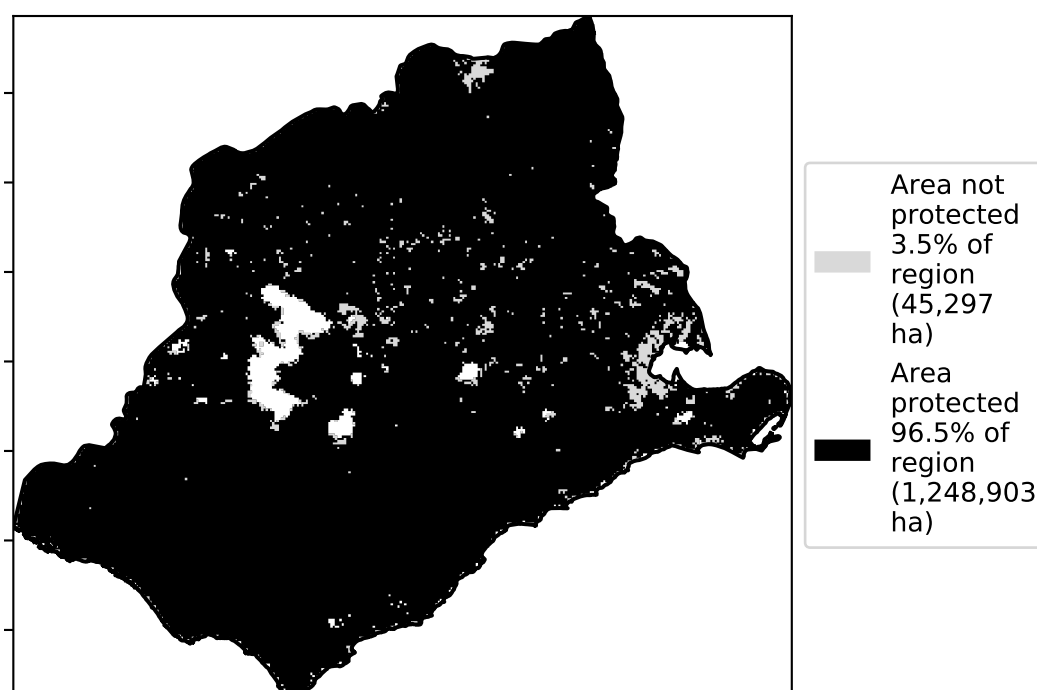 Area not
protected
3.5% of
region
(45,297
ha)
Area
protected
96.5% of
region
(1,248,903
ha)